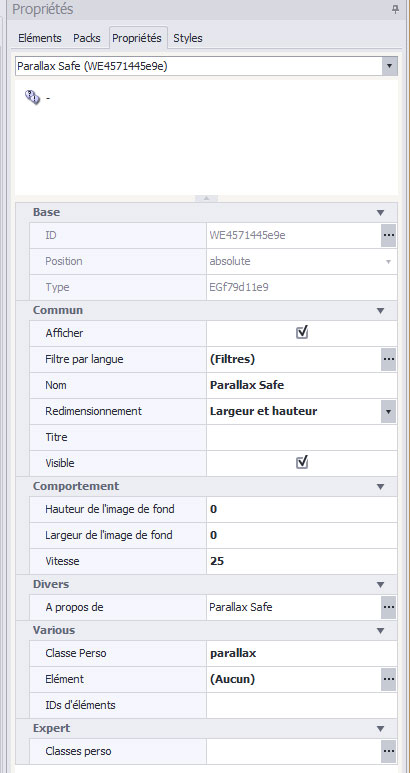 Propriétés
Eléments Packs Propriétés Styles
Parallax Safe (WE4571445e9e)
-
Base
ID WE4571445e9e ...
Position absolute
Type EGf79d11e9
Commun
Afficher
Filtre par langue (Filtres) ...
Nom Parallax Safe
Redimensionnement Largeur et hauteur
Titre
Visible
Comportement
Hauteur de l'image de fond 0
Largeur de l'image de fond 0
Vitesse 25
Divers
A propos de Parallax Safe ...
Various
Classe Perso parallax
Elément (Aucun) ...
IDs d'éléments
Expert
Classes perso ...